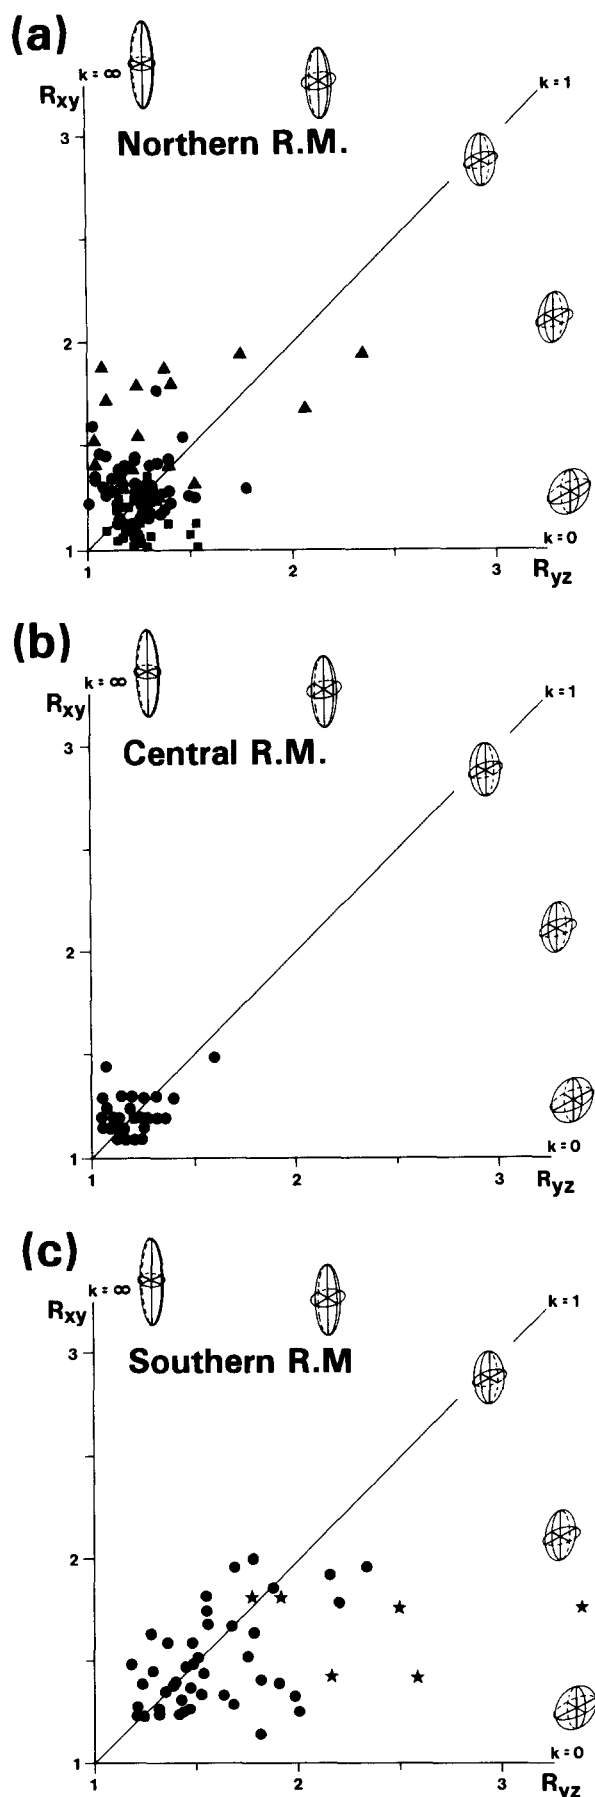 (a)
k = ∞
Rxy
k = 1
3
Northern R.M.
2
1
k = 0
1
2
3
Ryz
(b)
k = ∞
Rxy
k = 1
3
Central R.M.
2
1
k = 0
1
2
3
Ryz
(c)
k = ∞
Rxy
k = 1
3
Southern R.M
2
1
k = 0
1
2
3
Ryz